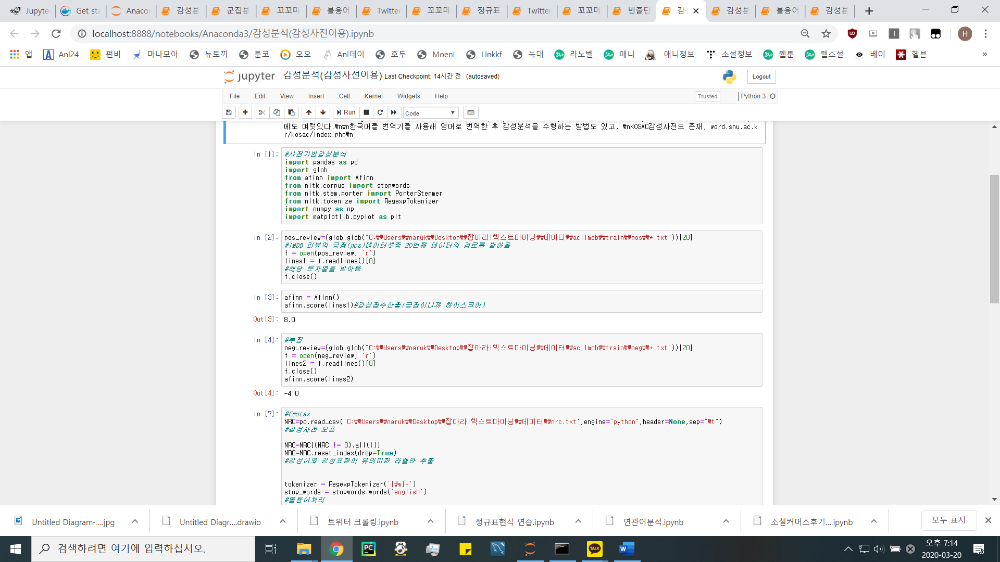 Jupyter
Get sta
Anacon
감성분
군집분
꼬꼬마
불용어
Twitter
꼬꼬마
정규표
Twitter
꼬꼬마
빈출단
감성
감성분
불용어
감성분
localhost:8888/notebooks/Anaconda3/감성분석(감성사전이용).ipynb
H
앱 Ani24 펀비 마나모아 뉴토끼 툰코 오오 Ani데이 호두 Moeni Linkkf 늑대 라노벨 애니 애니정보 소설정보 웹툰 웹소설 베이 헬븐 »
jupyter 감성분석(감성사전이용) Last Checkpoint: 14시간 전 (autosaved) Logout
File Edit View Insert Cell Kernel Widgets Help Trusted Python 3
Run Code
에도 여럿있다.₩n₩n한국어를 번역기를 사용해 영어로 번역한 후 감성분석을 수행하는 방법도 있고, ₩nKOSAC감성사전도 존재, word.snu.ac.k
r/kosac/index.php₩n'
In [1]: #사전기반감성분석
import pandas as pd
import glob
from afinn import Afinn
from nltk.corpus import stopwords
from nltk.stem.porter import PorterStemmer
from nltk.tokenize import RegexpTokenizer
import numpy as np
import matplotlib.pyplot as plt
In [2]: pos_review=(glob.glob("C:₩₩Users₩₩naruk₩₩Desktop₩₩잡아라!텍스트마이닝₩₩데이터₩₩aclImdb₩₩train₩₩pos₩₩*.txt"))[20]
#IMDB 리뷰의 긍정(pos)데이터셋중 20번째 데이터의 경로를 받아옴
f = open(pos_review, 'r')
lines1 = f.readlines()[0]
#해당 문자열을 받아옴
f.close()
In [3]: afinn = Afinn()
afinn.score(lines1)#감성점수산출(긍정이니까 하이스코어)
Out[3]: 8.0
In [4]: #부정
neg_review=(glob.glob("C:₩₩Users₩₩naruk₩₩Desktop₩₩잡아라!텍스트마이닝₩₩데이터₩₩aclImdb₩₩train₩₩neg₩₩*.txt"))[20]
f = open(neg_review, 'r')
lines2 = f.readlines()[0]
f.close()
afinn.score(lines2)
Out[4]: -4.0
In [7]: #EmoLex
NRC=pd.read_csv('C:₩₩Users₩₩naruk₩₩Desktop₩₩잡아라!텍스트마이닝₩₩데이터₩₩nrc.txt',engine="python",header=None,sep="₩t")
#감성사전 오픈
NRC=NRC[(NRC != 0).all(1)]
NRC=NRC.reset_index(drop=True)
#감성어와 감성표현이 유의미한 라벨만 추출
tokenizer = RegexpTokenizer('[₩w]+')
stop_words = stopwords.words('english')
#불용어처리
Untitled Diagram-....jpg
Untitled Diagr....drawio
트위터 크롤링.ipynb
정규표현식 연습.ipynb
연관어분석.ipynb
소셜커머스후기....ipynb
모두 표시
검색하려면 여기에 입력하십시오.
오후 7:14
2020-03-20